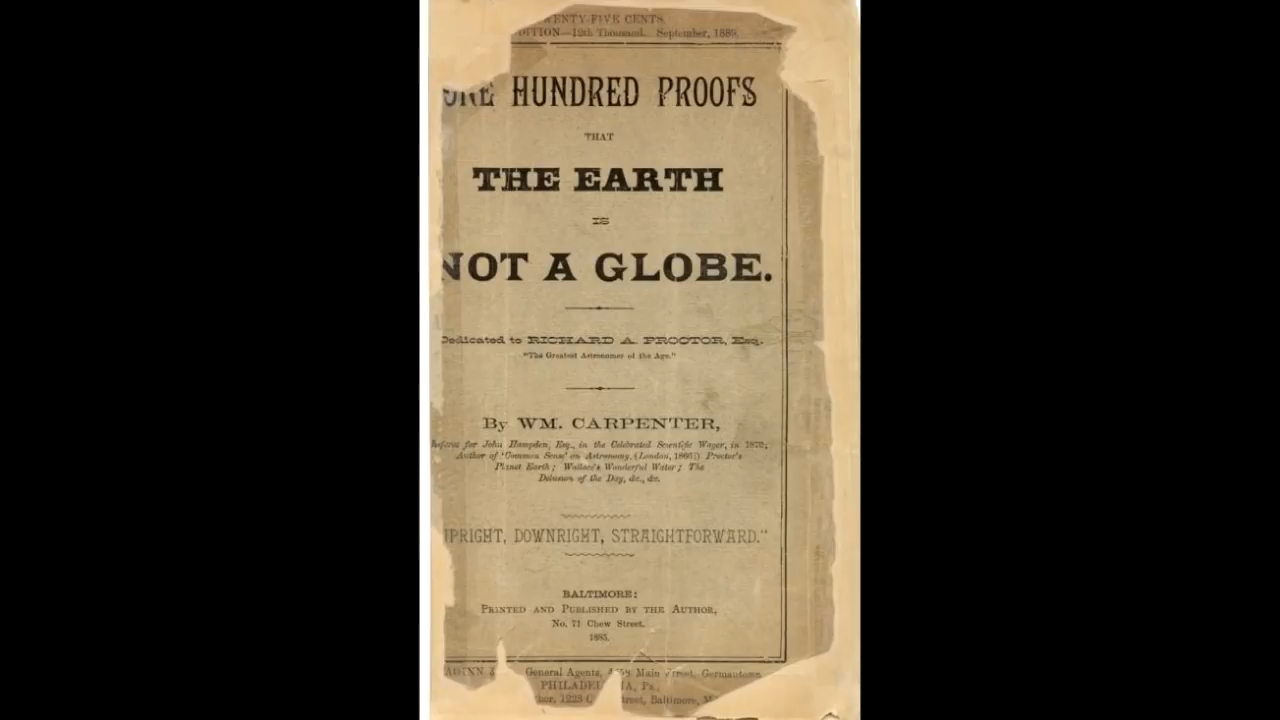 TWENTY-FIVE CENTS.
EDITION—12th Thousand. September, 1889.
ONE HUNDRED PROOFS
THAT
THE EARTH
IS
NOT A GLOBE.
Dedicated to RICHARD A. PROCTOR, Esq.
"The Greatest Astronomer of the Age."
By WM. CARPENTER,
Referee for John Hampden, Esq., in the Celebrated Scientific Wager, in 1870;
Author of 'Common Sense' on Astronomy, (London, 1866;) Proctor's
Planet Earth; Wallace's Wonderful Water; The
Delusion of the Day, &c., &c.
UPRIGHT, DOWNRIGHT, STRAIGHTFORWARD."
BALTIMORE:
PRINTED AND PUBLISHED BY THE AUTHOR,
No. 71 Chew Street.
1885.
General Agents, Main Street, Germantown
PHILADELPHIA, Pa.,
1223 Street, Baltimore,